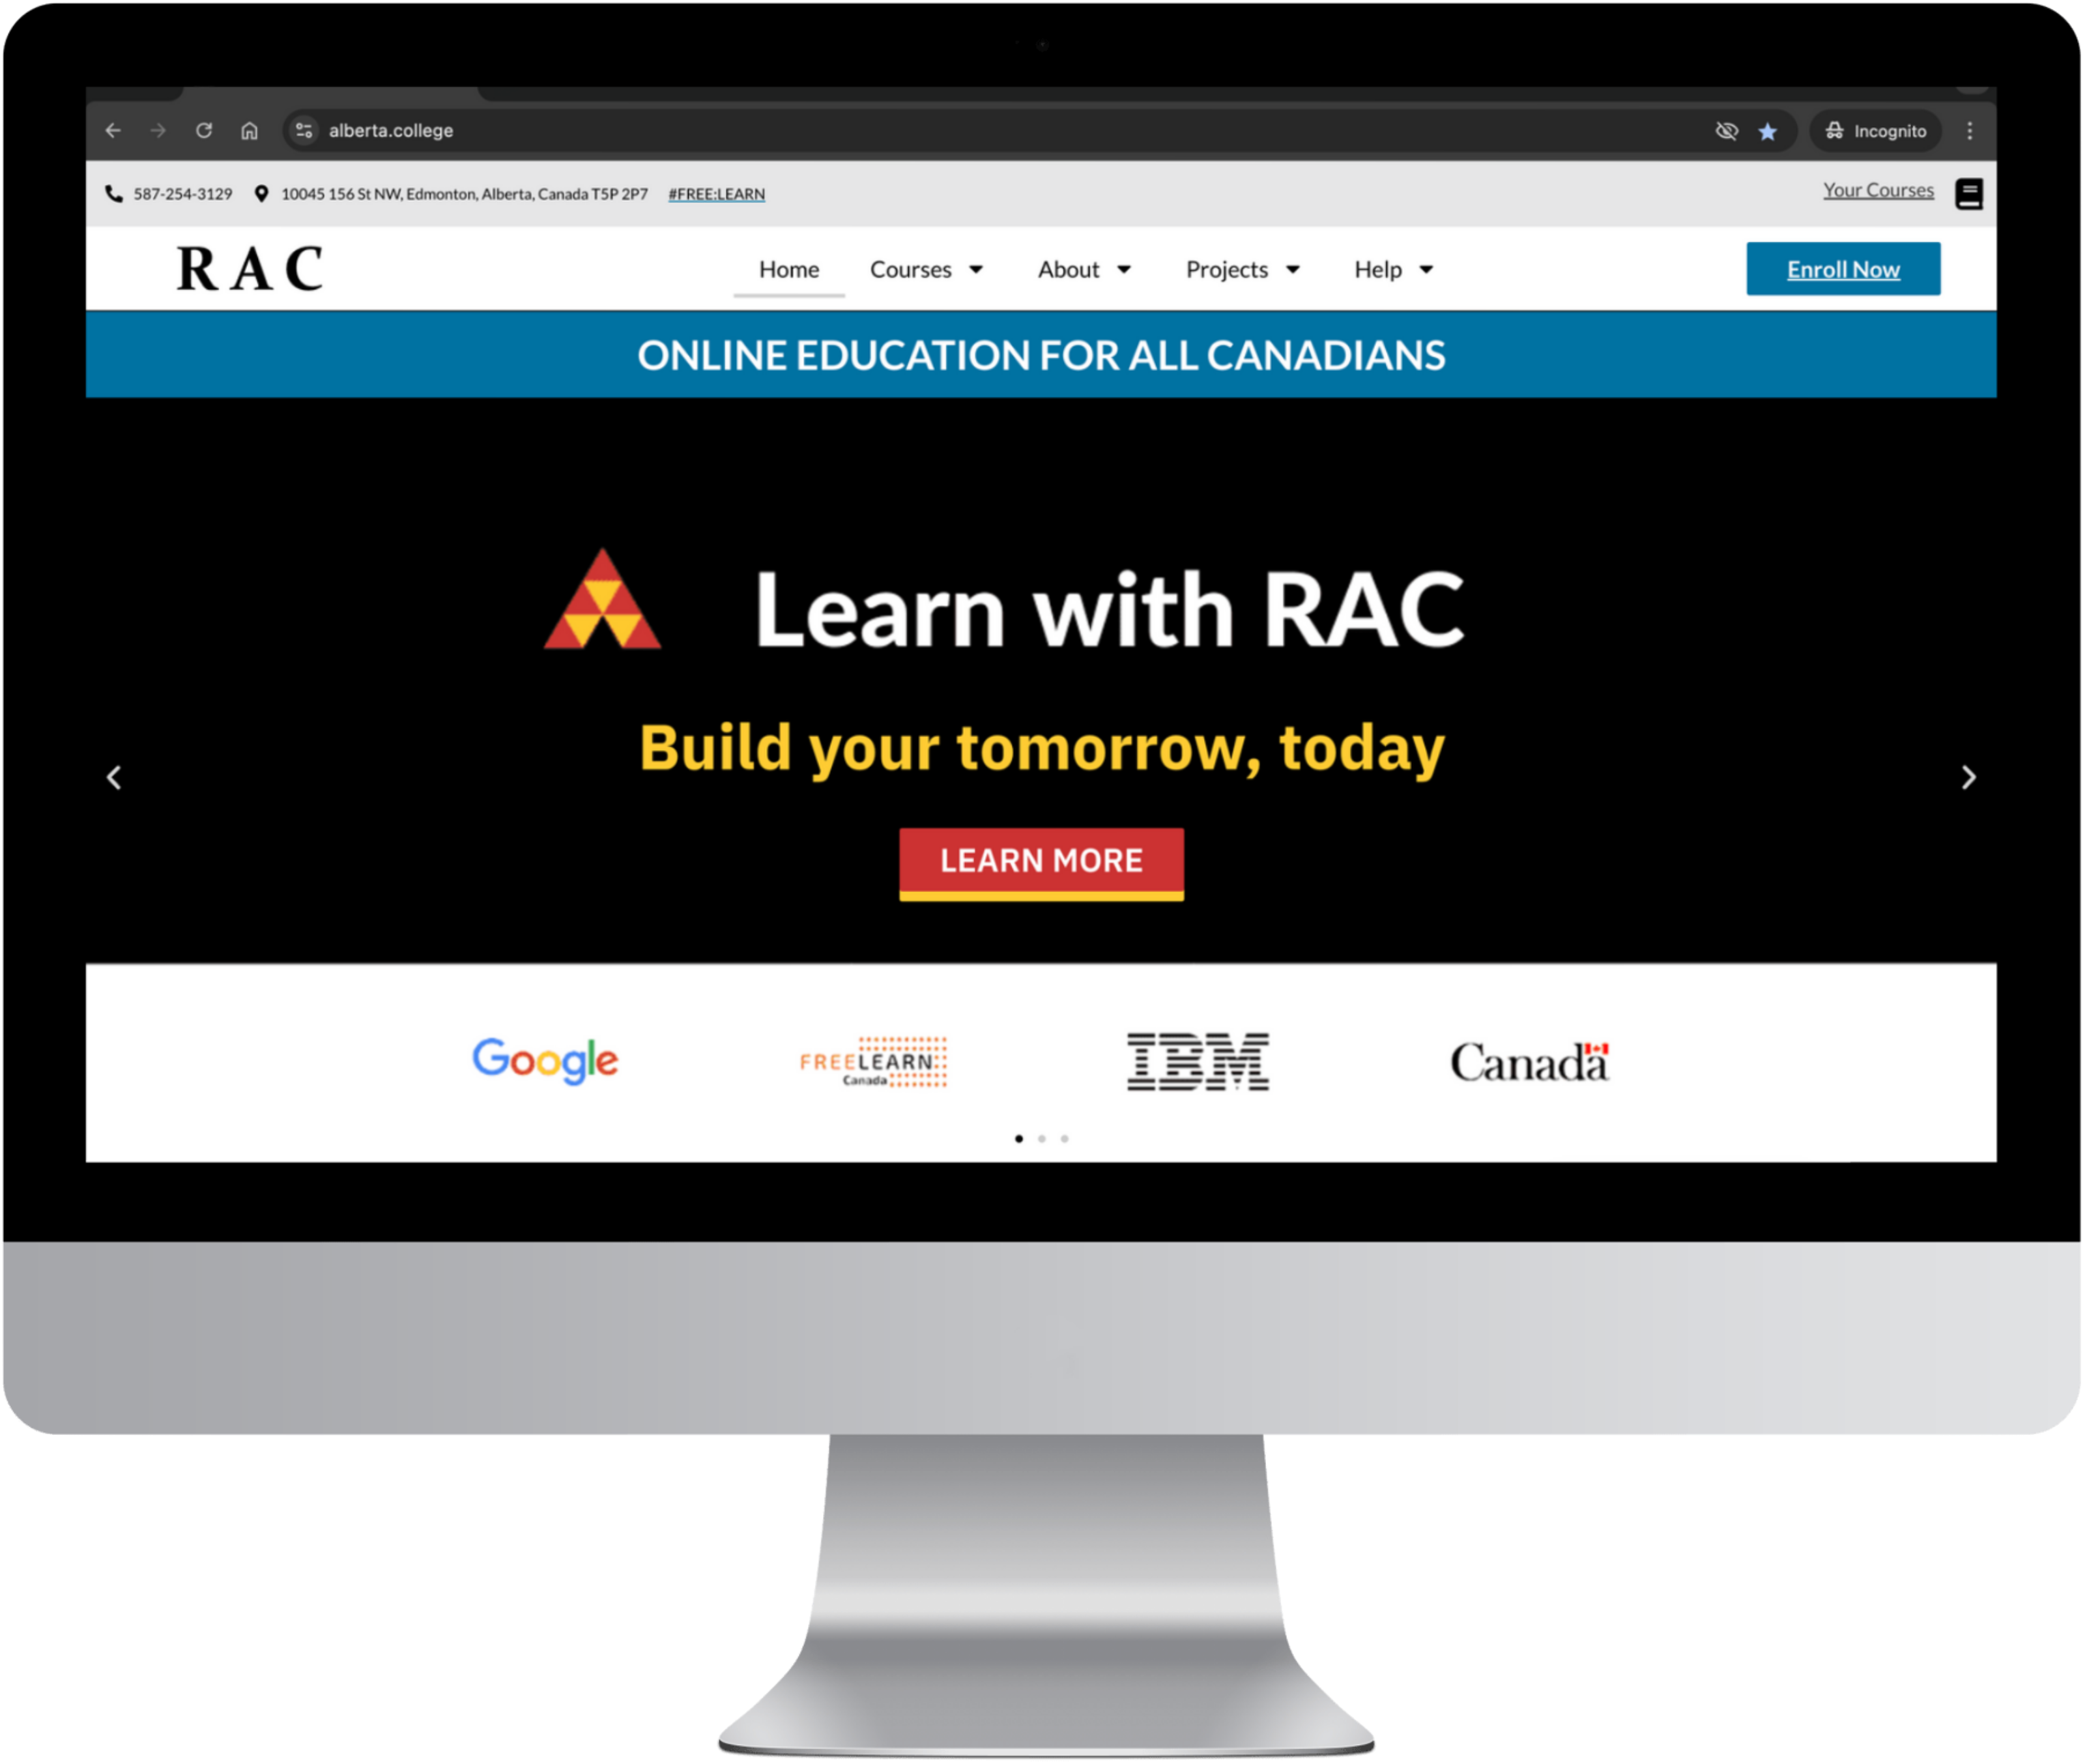 alberta.college
Incognito
587-254-3129 10045 156 St NW, Edmonton, Alberta, Canada T5P 2P7 #FREE:LEARN
Your Courses
RAC
Home Courses About Projects Help
Enroll Now
ONLINE EDUCATION FOR ALL CANADIANS
Learn with RAC
Build your tomorrow, today
LEARN MORE
Google
FREELEARN
Canada
IBM
Canada